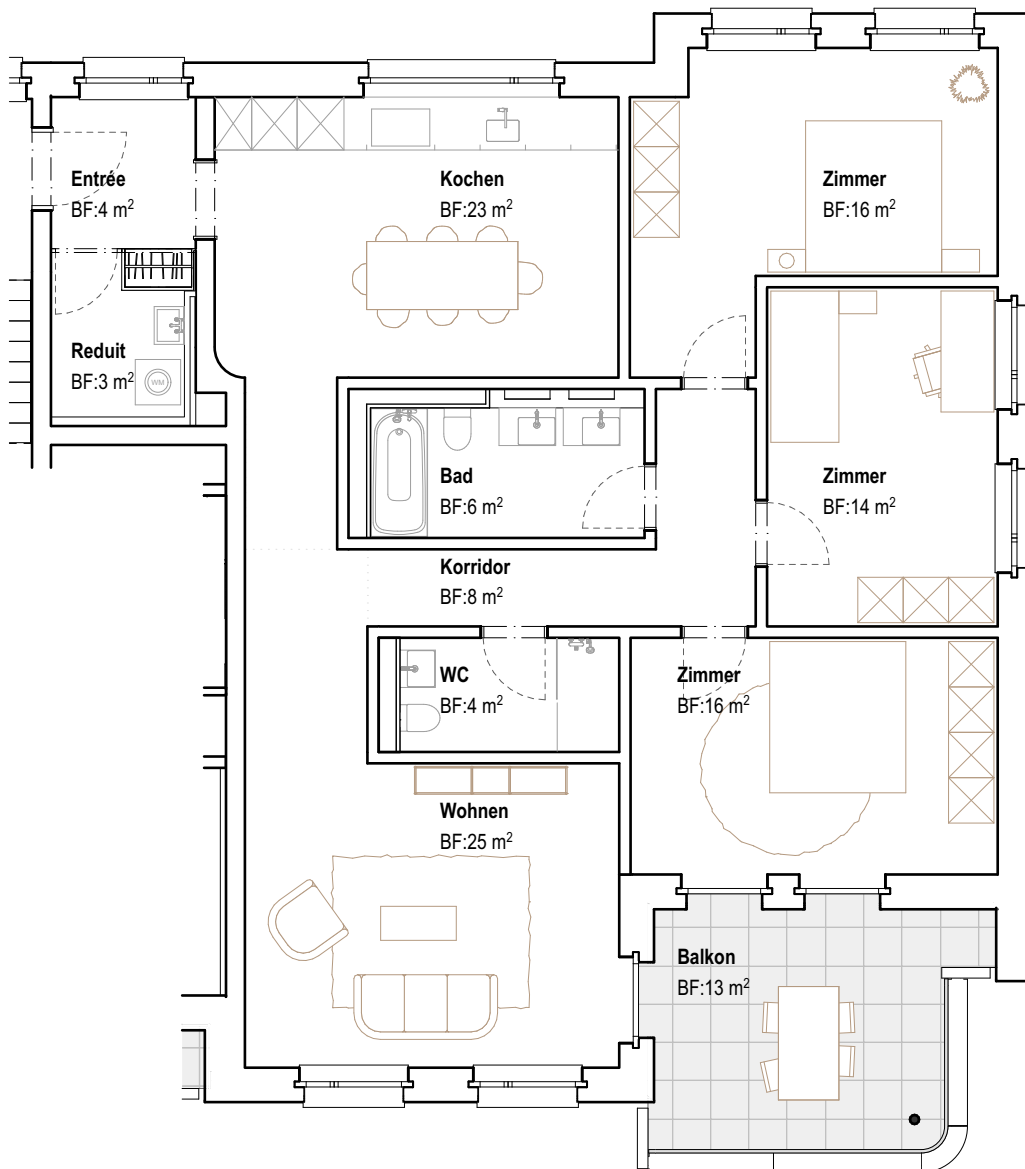 Entrée
BF:4 m²
Kochen
BF:23 m²
Zimmer
BF:16 m²
Reduit
BF:3 m²
WM
Bad
BF:6 m²
Zimmer
BF:14 m²
Korridor
BF:8 m²
WC
BF:4 m²
Zimmer
BF:16 m²
Wohnen
BF:25 m²
Balkon
BF:13 m²